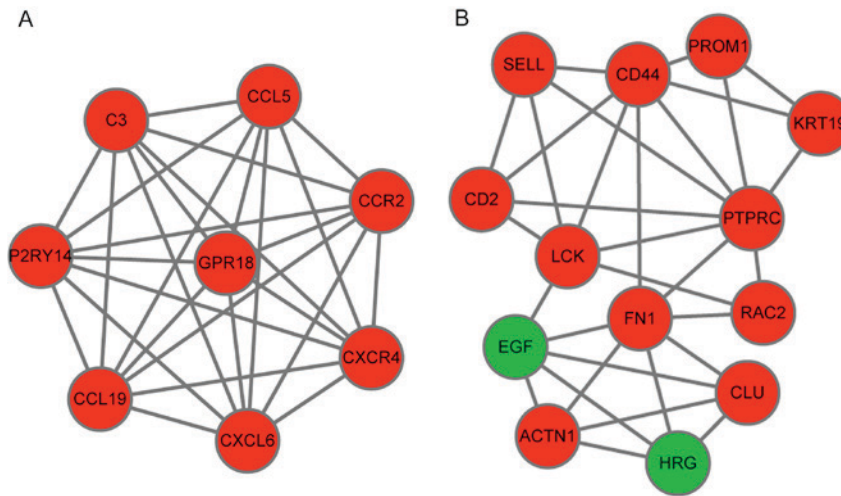 A
C3
CCL5
CCR2
P2RY14
GPR18
CXCR4
CCL19
CXCL6
B
PROM1
SELL
CD44
KRT19
CD2
PTPRC
LCK
RAC2
FN1
EGF
CLU
ACTN1
HRG